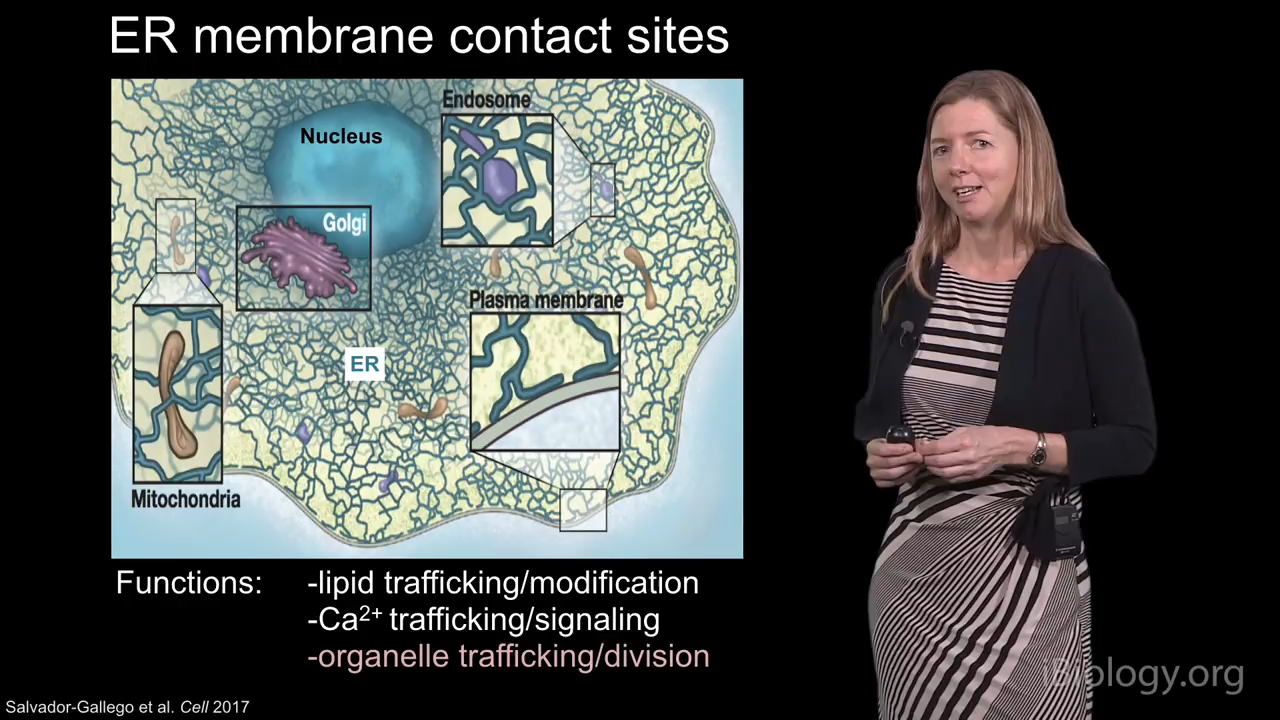 ER membrane contact sites
Endosome
Nucleus
Golgi
Plasma membrane
ER
Mitochondria
Functions: -lipid trafficking/modification
-Ca²⁺ trafficking/signaling
-organelle trafficking/division
iBiology.org
Salvador-Gallego et al. Cell 2017